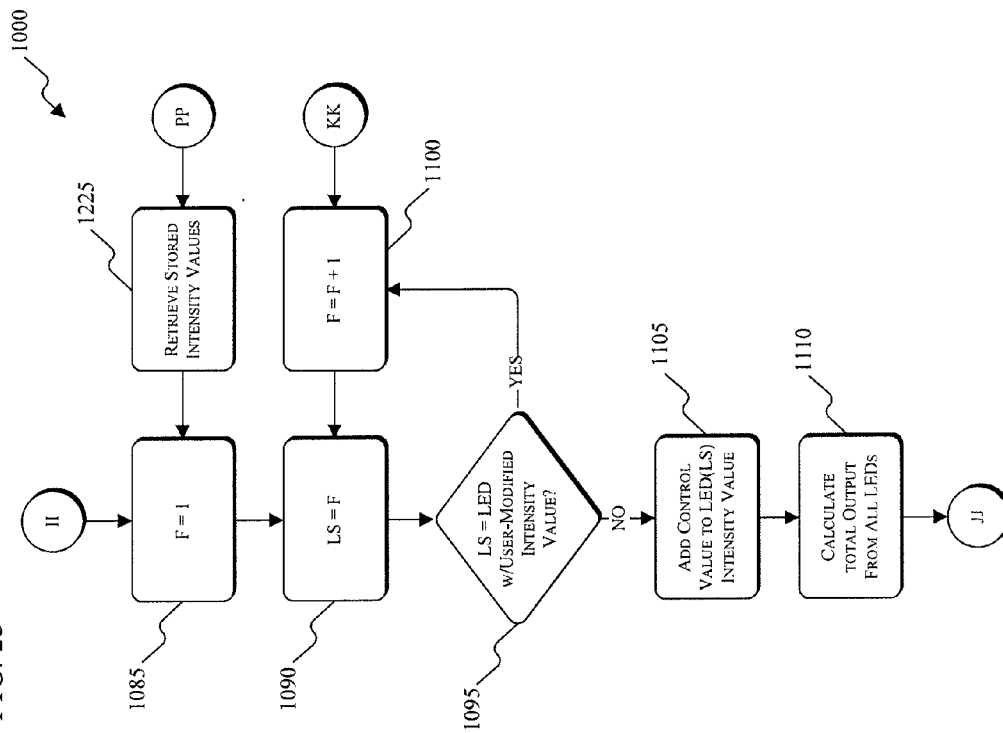 1000
II
PP
KK
1225
RETRIEVE STORED
INTENSITY VALUES
F = 1
1085
F = F + 1
1100
LS = F
1090
LS = LED
W/USER-MODIFIED
INTENSITY
VALUE?
1095
YES
NO
ADD CONTROL
VALUE TO LED(LS)
INTENSITY VALUE
1105
CALCULATE
TOTAL OUTPUT
FROM ALL LEDS
1110
JJ